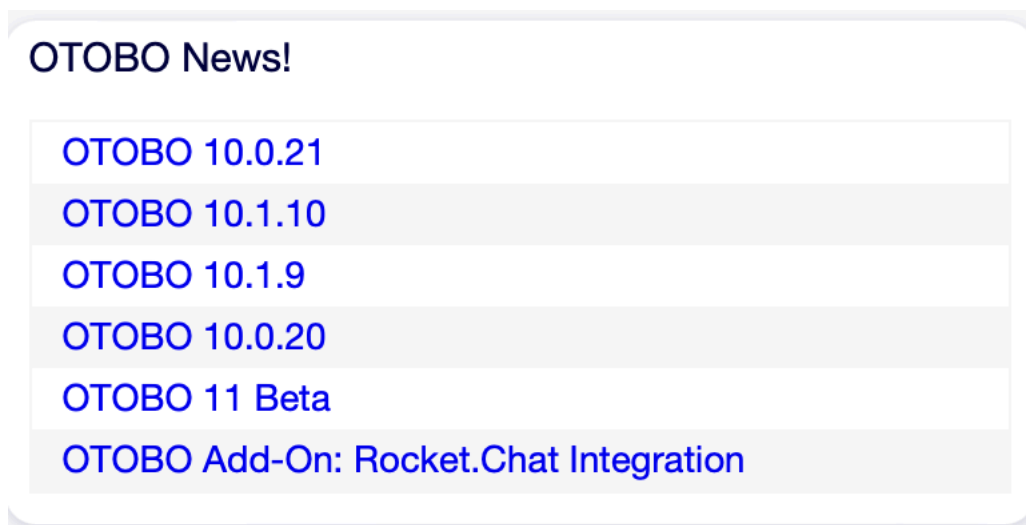 OTOBO News!
OTOBO 10.0.21
OTOBO 10.1.10
OTOBO 10.1.9
OTOBO 10.0.20
OTOBO 11 Beta
OTOBO Add-On: Rocket.Chat Integration